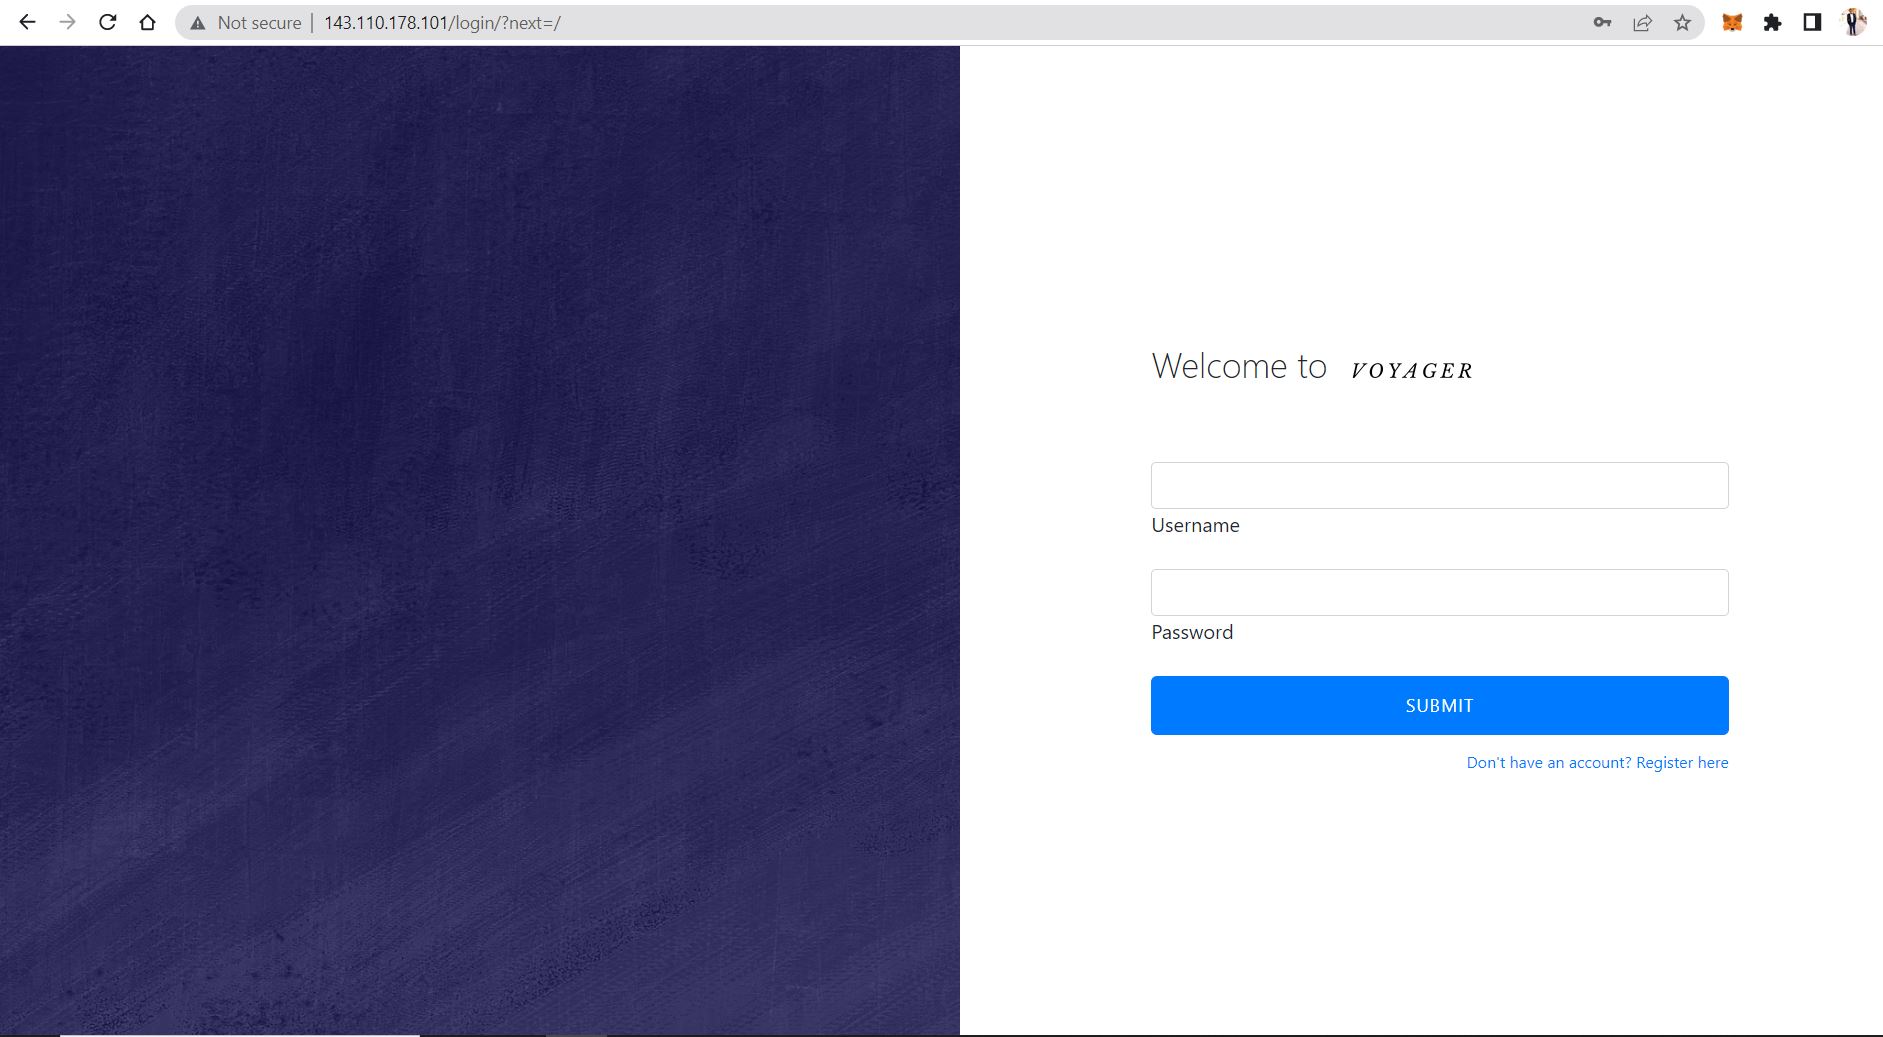 Not secure | 143.110.178.101/login/?next=/
Welcome to VOYAGER
Username
Password
SUBMIT
Don't have an account? Register here